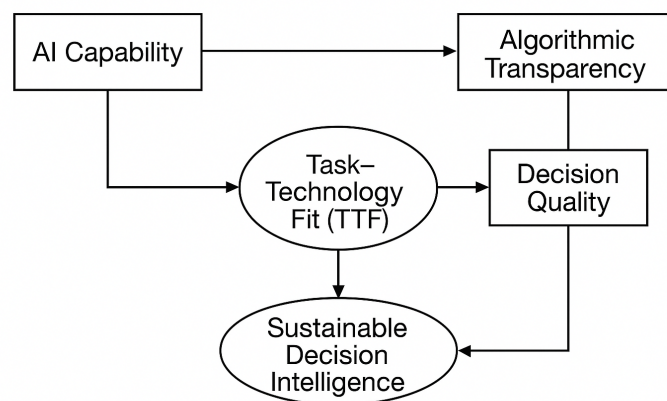 AI Capability
Algorithmic
Transparency
Task–
Technology
Fit (TTF)
Decision
Quality
Sustainable
Decision
Intelligence